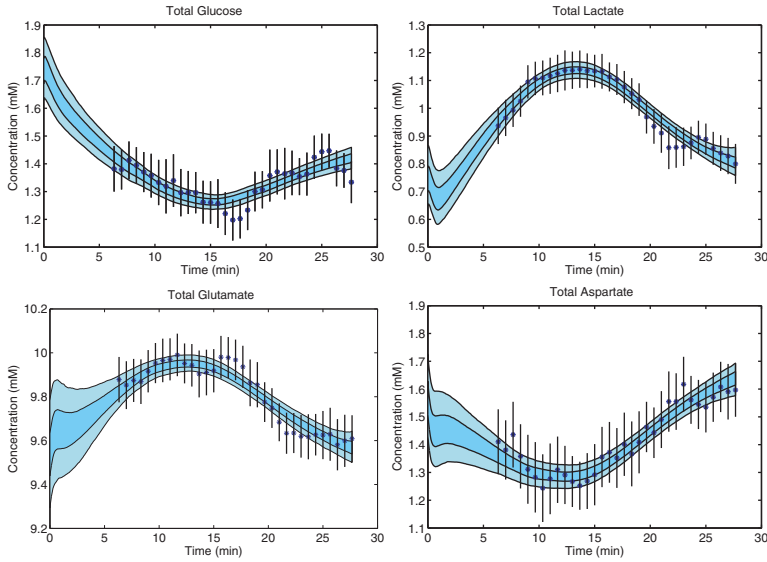 Total Glucose
1.9
1.8
1.7
1.6
1.5
1.4
1.3
1.2
1.1
Concentration (mM)
0 5 10 15 20 25 30
Time (min)
Total Lactate
1.3
1.2
1.1
1
0.9
0.8
0.7
0.6
0.5
Concentration (mM)
0 5 10 15 20 25 30
Time (min)
Total Glutamate
10.2
10
9.8
9.6
9.4
9.2
Concentration (mM)
0 5 10 15 20 25 30
Time (min)
Total Aspartate
1.9
1.8
1.7
1.6
1.5
1.4
1.3
1.2
1.1
Concentration (mM)
0 5 10 15 20 25 30
Time (min)